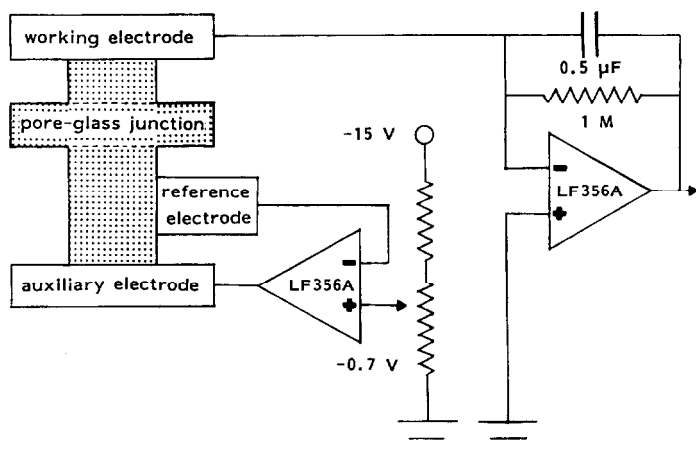 working electrode
0.5 µF
pore-glass junction
1 M
-15 V
reference
electrode
LF356A
auxiliary electrode
LF356A
-0.7 V